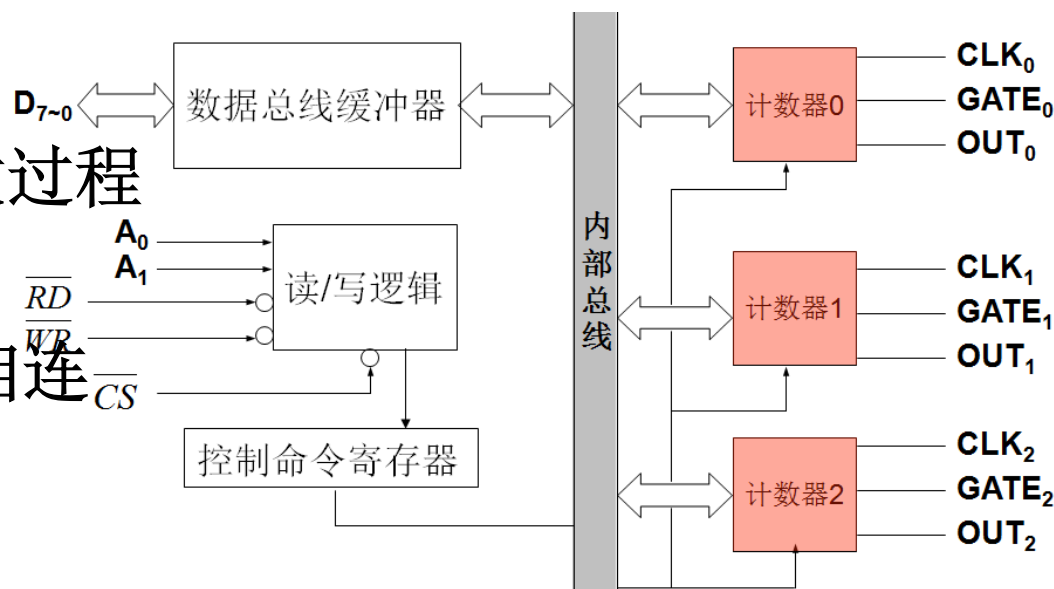 D7~0
数据总线缓冲器
过程
A0
A1
RD
WR
相连
CS
读/写逻辑
控制命令寄存器
内部总线
计数器0
CLK0
GATE0
OUT0
计数器1
CLK1
GATE1
OUT1
计数器2
CLK2
GATE2
OUT2